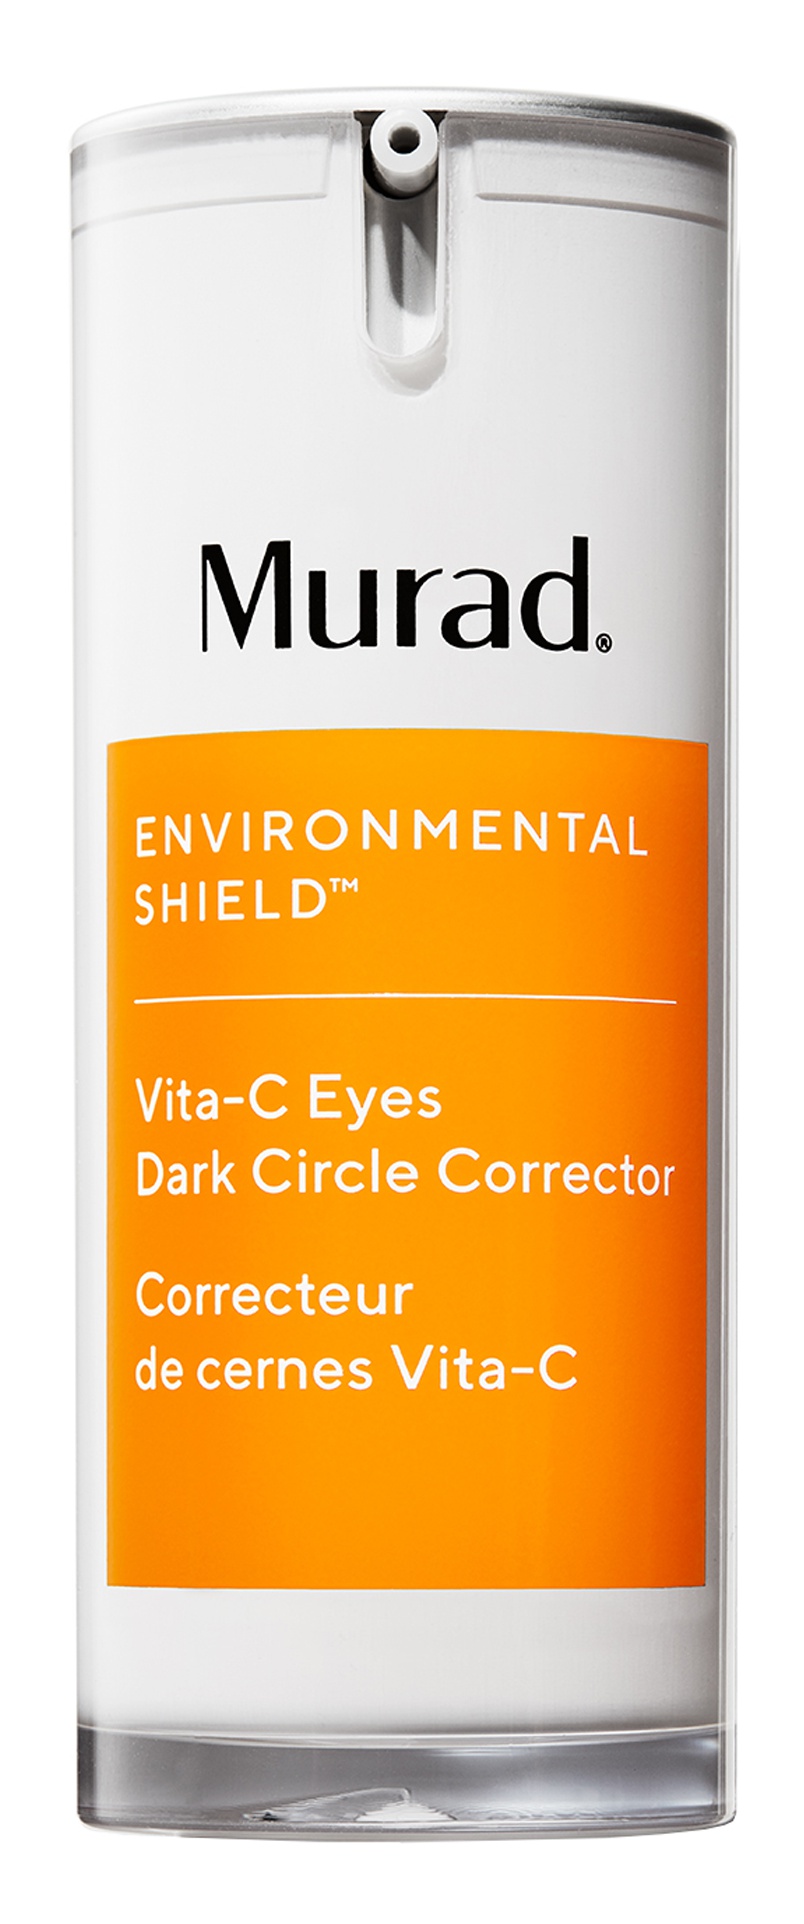 Murad®
ENVIRONMENTAL
SHIELD™
Vita-C Eyes
Dark Circle Corrector
Correcteur
de cernes Vita-C